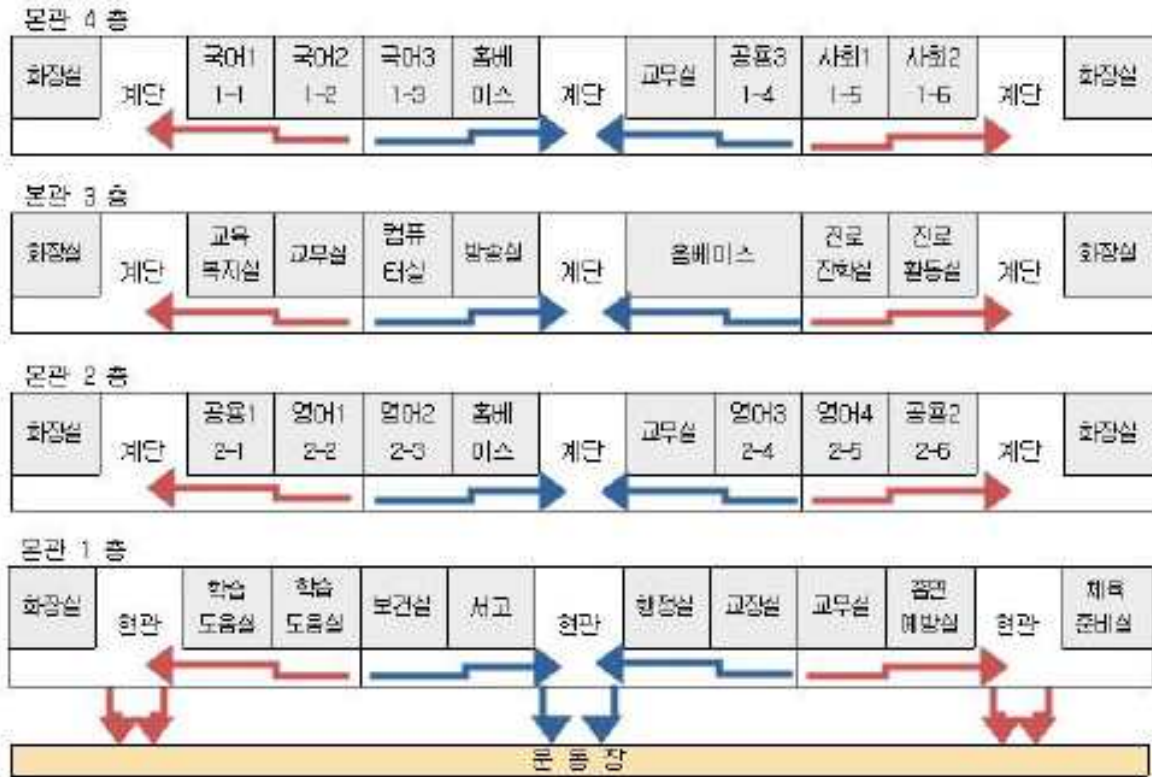 본관 4 층
화장실
계단
국어1
1-1
국어2
1-2
국어3
1-3
홈베
이스
계단
교무실
공용3
1-4
사회1
1-5
사회2
1-6
계단
화장실
본관 3 층
화장실
계단
교육
복지실
교무실
컴퓨
터실
방송실
계단
홈베이스
진로
진학실
진로
활동실
계단
화장실
본관 2 층
화장실
계단
공용1
2-1
영어1
2-2
영어2
2-3
홈베
이스
계단
교무실
영어3
2-4
영어4
2-5
공용2
2-6
계단
화장실
본관 1 층
화장실
현관
학습
도움실
학습
도움실
보건실
서고
현관
행정실
교장실
교무실
예방실
현관
체육
준비실
운 동 장